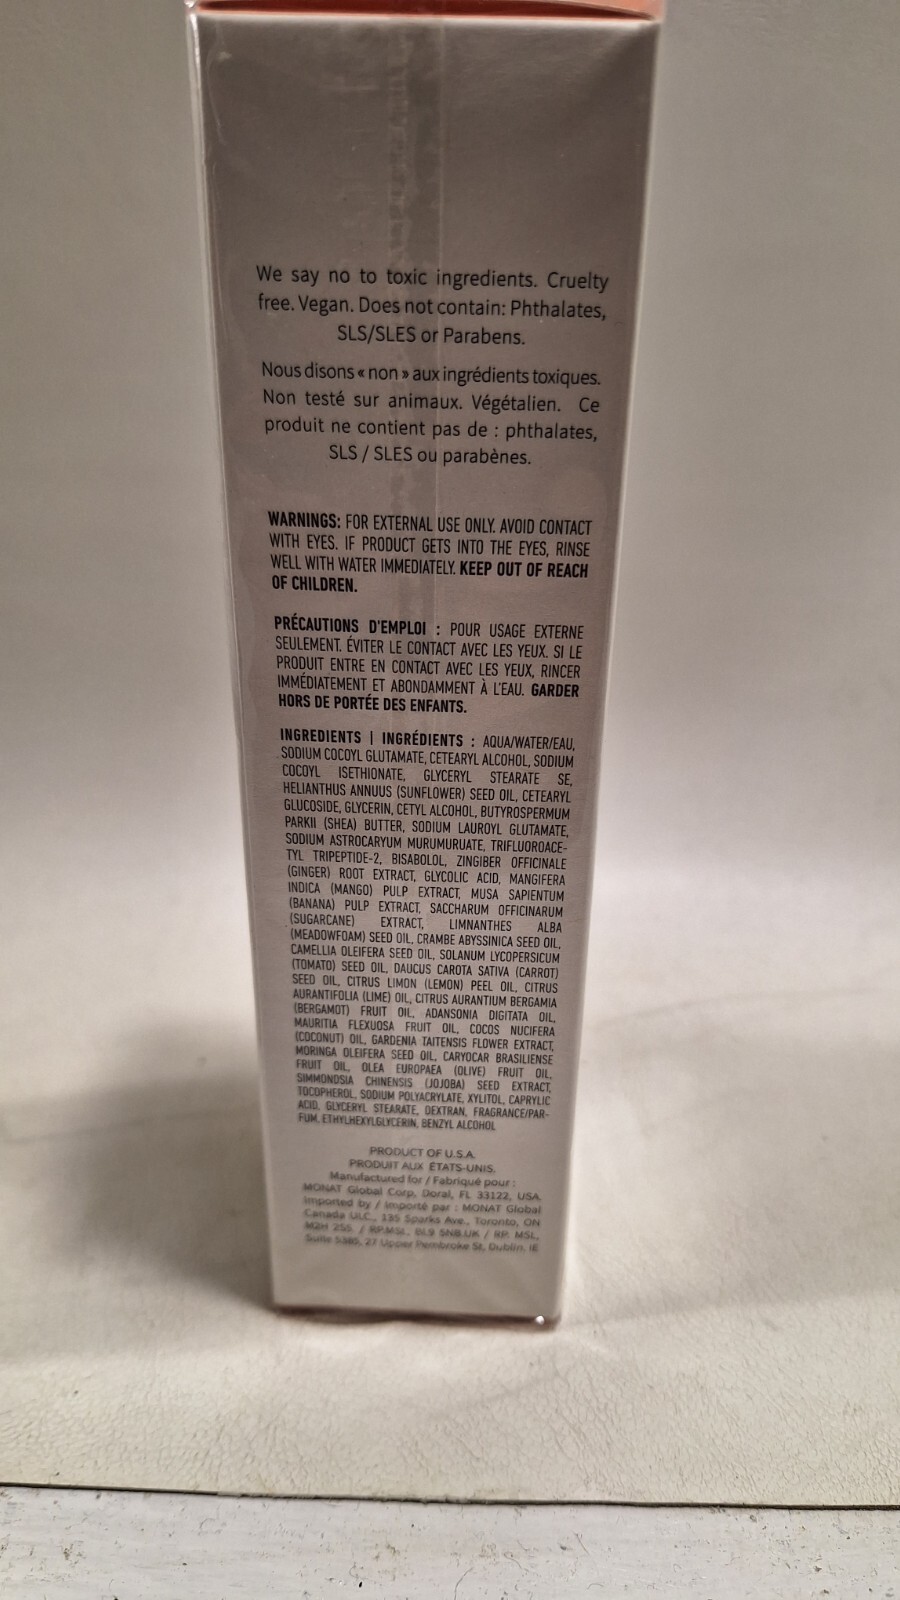 We say no to toxic ingredients. Cruelty
free. Vegan. Does not contain: Phthalates,
SLS/SLES or Parabens.
Nous disons « non » aux ingrédients toxiques.
Non testé sur animaux. Végétalien. Ce
produit ne contient pas de : phthalates,
SLS / SLES ou parabènes.
WARNINGS: FOR EXTERNAL USE ONLY. AVOID CONTACT
WITH EYES. IF PRODUCT GETS INTO THE EYES, RINSE
WELL WITH WATER IMMEDIATELY. KEEP OUT OF REACH
OF CHILDREN.
PRÉCAUTIONS D'EMPLOI : POUR USAGE EXTERNE
SEULEMENT. ÉVITER LE CONTACT AVEC LES YEUX. SI LE
PRODUIT ENTRE EN CONTACT AVEC LES YEUX, RINCER
IMMÉDIATEMENT ET ABONDAMMENT À L'EAU. GARDER
HORS DE PORTÉE DES ENFANTS.
INGREDIENTS | INGRÉDIENTS : AQUA/WATER/EAU,
SODIUM COCOYL GLUTAMATE, CETEARYL ALCOHOL, SODIUM
COCOYL ISETHIONATE, GLYCERYL STEARATE SE,
HELIANTHUS ANNUUS (SUNFLOWER) SEED OIL, CETEARYL
GLUCOSIDE, GLYCERIN, CETYL ALCOHOL, BUTYROSPERMUM
PARKII (SHEA) BUTTER, SODIUM LAUROYL GLUTAMATE,
SODIUM ASTROCARYUM MURUMURUATE, TRIFLUOROACE-
TYL TRIPEPTIDE-2, BISABOLOL, ZINGIBER OFFICINALE
(GINGER) ROOT EXTRACT, GLYCOLIC ACID, MANGIFERA
INDICA (MANGO) PULP EXTRACT, MUSA SAPIENTUM
(BANANA) PULP EXTRACT, SACCHARUM OFFICINARUM
(SUGARCANE) EXTRACT, LIMNANTHES ALBA
(MEADOWFOAM) SEED OIL, CRAMBE ABYSSINICA SEED OIL,
CAMELLIA OLEIFERA SEED OIL, SOLANUM LYCOPERSICUM
(TOMATO) SEED OIL, DAUCUS CAROTA SATIVA (CARROT)
SEED OIL, CITRUS LIMON (LEMON) PEEL OIL, CITRUS
AURANTIFOLIA (LIME) OIL, CITRUS AURANTIUM BERGAMIA
(BERGAMOT) FRUIT OIL, ADANSONIA DIGITATA OIL,
MAURITIA FLEXUOSA FRUIT OIL, COCOS NUCIFERA
(COCONUT) OIL, GARDENIA TAITENSIS FLOWER EXTRACT,
MORINGA OLEIFERA SEED OIL, CARYOCAR BRASILIENSE
FRUIT OIL, OLEA EUROPAEA (OLIVE) FRUIT OIL,
SIMMONDSIA CHINENSIS (JOJOBA) SEED EXTRACT,
TOCOPHEROL, SODIUM POLYACRYLATE, XYLITOL, CAPRYLIC
ACID, GLYCERYL STEARATE, DEXTRAN, FRAGRANCE/PAR-
FUM, ETHYLHEXYLGLYCERIN, BENZYL ALCOHOL
PRODUCT OF U.S.A.
PRODUIT AUX ÉTATS-UNIS.
Manufactured for / Fabriqué pour :
MONAT Global Corp. Doral, FL 33122, USA.
Imported by / Importé par : MONAT Global
Canada ULC., 135 Sparks Ave., Toronto, ON
M2H 2S5. / RP.MSL, BL9 5NB.UK / RP. MSL,
Suite 27 Upper Pembroke St, Dublin. IE